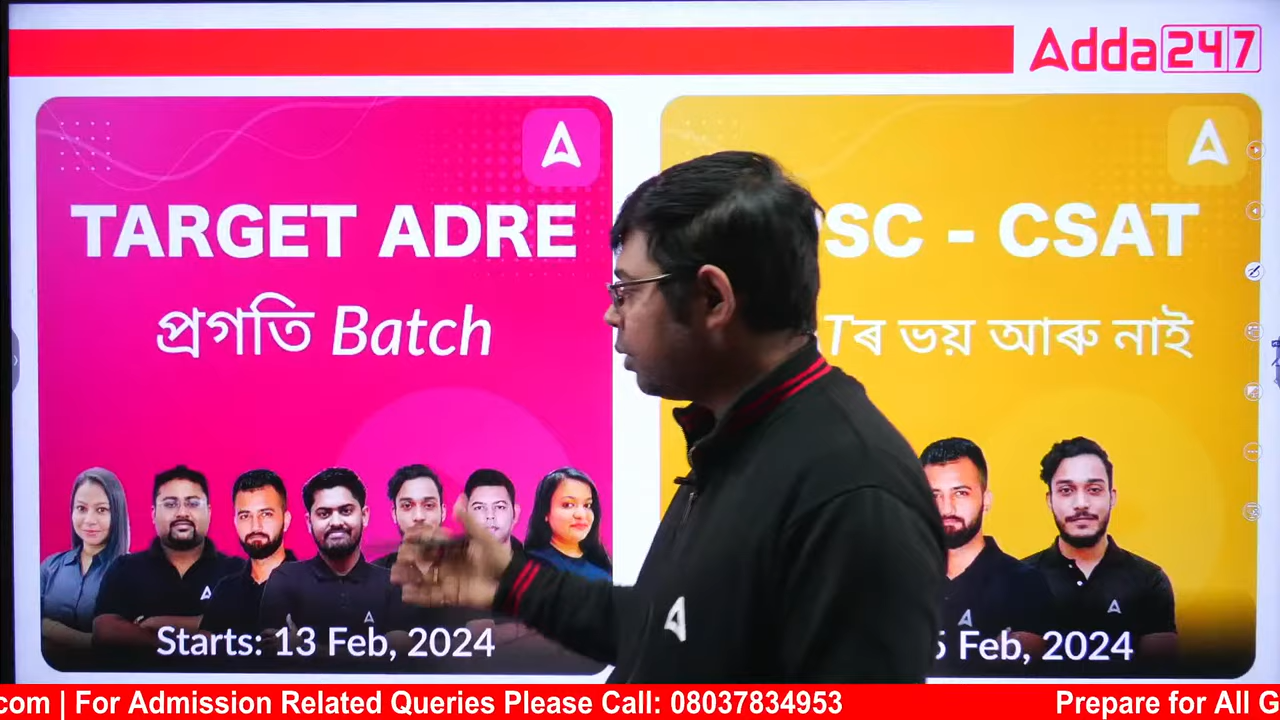 Adda247
TARGET ADRE
প্ৰগতি Batch
Starts: 13 Feb, 2024
SC - CSAT
Tৰ ভয় আৰু নাই
Feb, 2024
com | For Admission Related Queries Please Call: 08037834953
Prepare for All